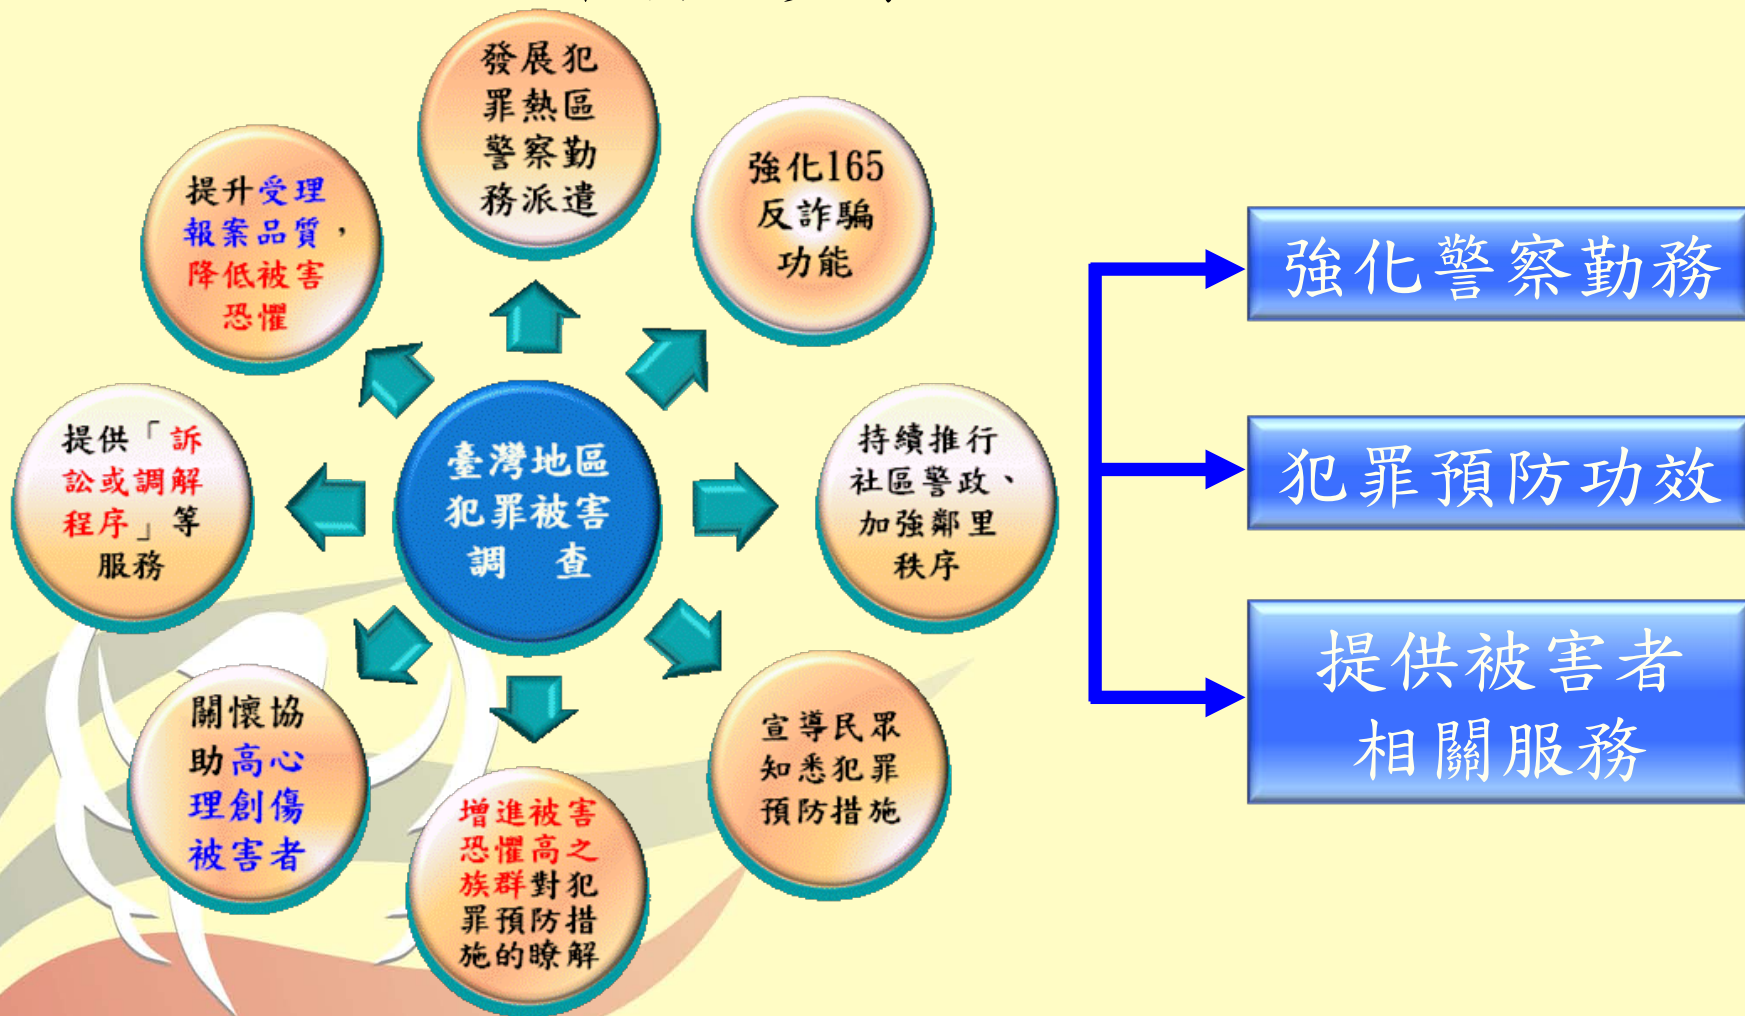 發展犯
罪熱區
警察勤
務派遣
強化165
反詐騙
功能
提升受理
報案品質，
降低被害
恐懼
持續推行
社區警政、
加強鄰里
秩序
提供「訴
訟或調解
程序」等
服務
臺灣地區
犯罪被害
調　查
宣導民眾
知悉犯罪
預防措施
關懷協
助高心
理創傷
被害者
增進被害
恐懼高之
族群對犯
罪預防措
施的瞭解
強化警察勤務
犯罪預防功效
提供被害者
相關服務